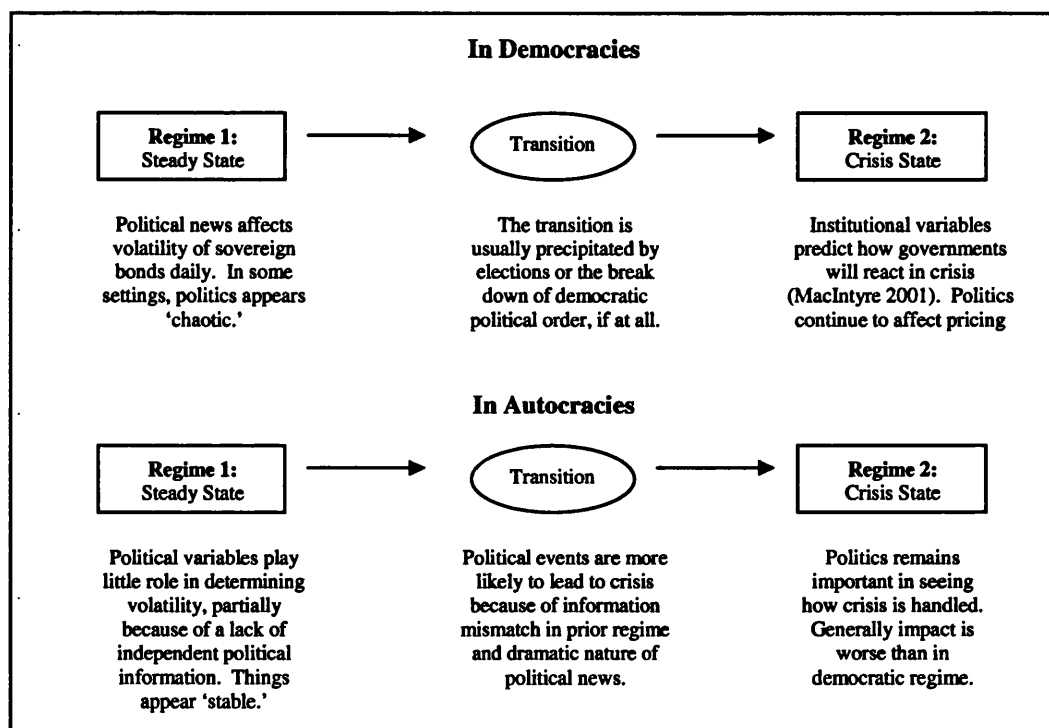 In Democracies
Regime 1:
Steady State
Transition
Regime 2:
Crisis State
Political news affects
volatility of sovereign
bonds daily. In some
settings, politics appears
‘chaotic.’
The transition is
usually precipitated by
elections or the break
down of democratic
political order, if at all.
Institutional variables
predict how governments
will react in crisis
(MacIntyre 2001). Politics
continue to affect pricing
In Autocracies
Regime 1:
Steady State
Transition
Regime 2:
Crisis State
Political variables play
little role in determining
volatility, partially
because of a lack of
independent political
information. Things
appear ‘stable.’
Political events are more
likely to lead to crisis
because of information
mismatch in prior regime
and dramatic nature of
political news.
Politics remains
important in seeing
how crisis is handled.
Generally impact is
worse than in
democratic regime.